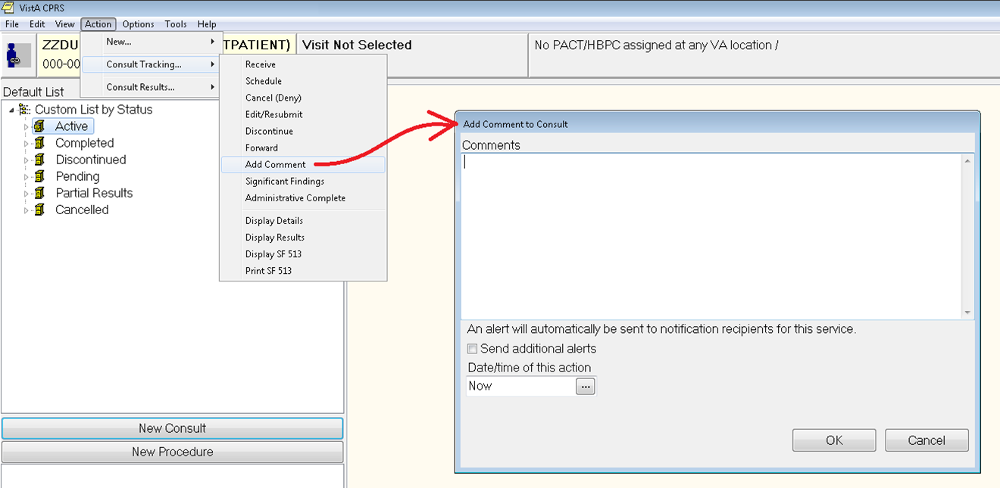 VistA CPRS
File Edit View Action Options Tools Help
ZZDU
000-00
TPATIENT)
Visit Not Selected
No PACT/HBPC assigned at any VA location /
New...
Consult Tracking...
Consult Results...
Receive
Schedule
Cancel (Deny)
Edit/Resubmit
Discontinue
Forward
Add Comment
Significant Findings
Administrative Complete
Display Details
Display Results
Display SF 513
Print SF 513
Default List
Custom List by Status
Active
Completed
Discontinued
Pending
Partial Results
Cancelled
New Consult
New Procedure
Add Comment to Consult
Comments
An alert will automatically be sent to notification recipients for this service.
Send additional alerts
Date/time of this action
Now ...
OK Cancel